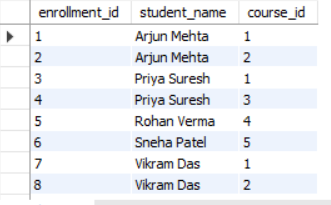 enrollment_id student_name course_id
1 Arjun Mehta 1
2 Arjun Mehta 2
3 Priya Suresh 1
4 Priya Suresh 3
5 Rohan Verma 4
6 Sneha Patel 5
7 Vikram Das 1
8 Vikram Das 2